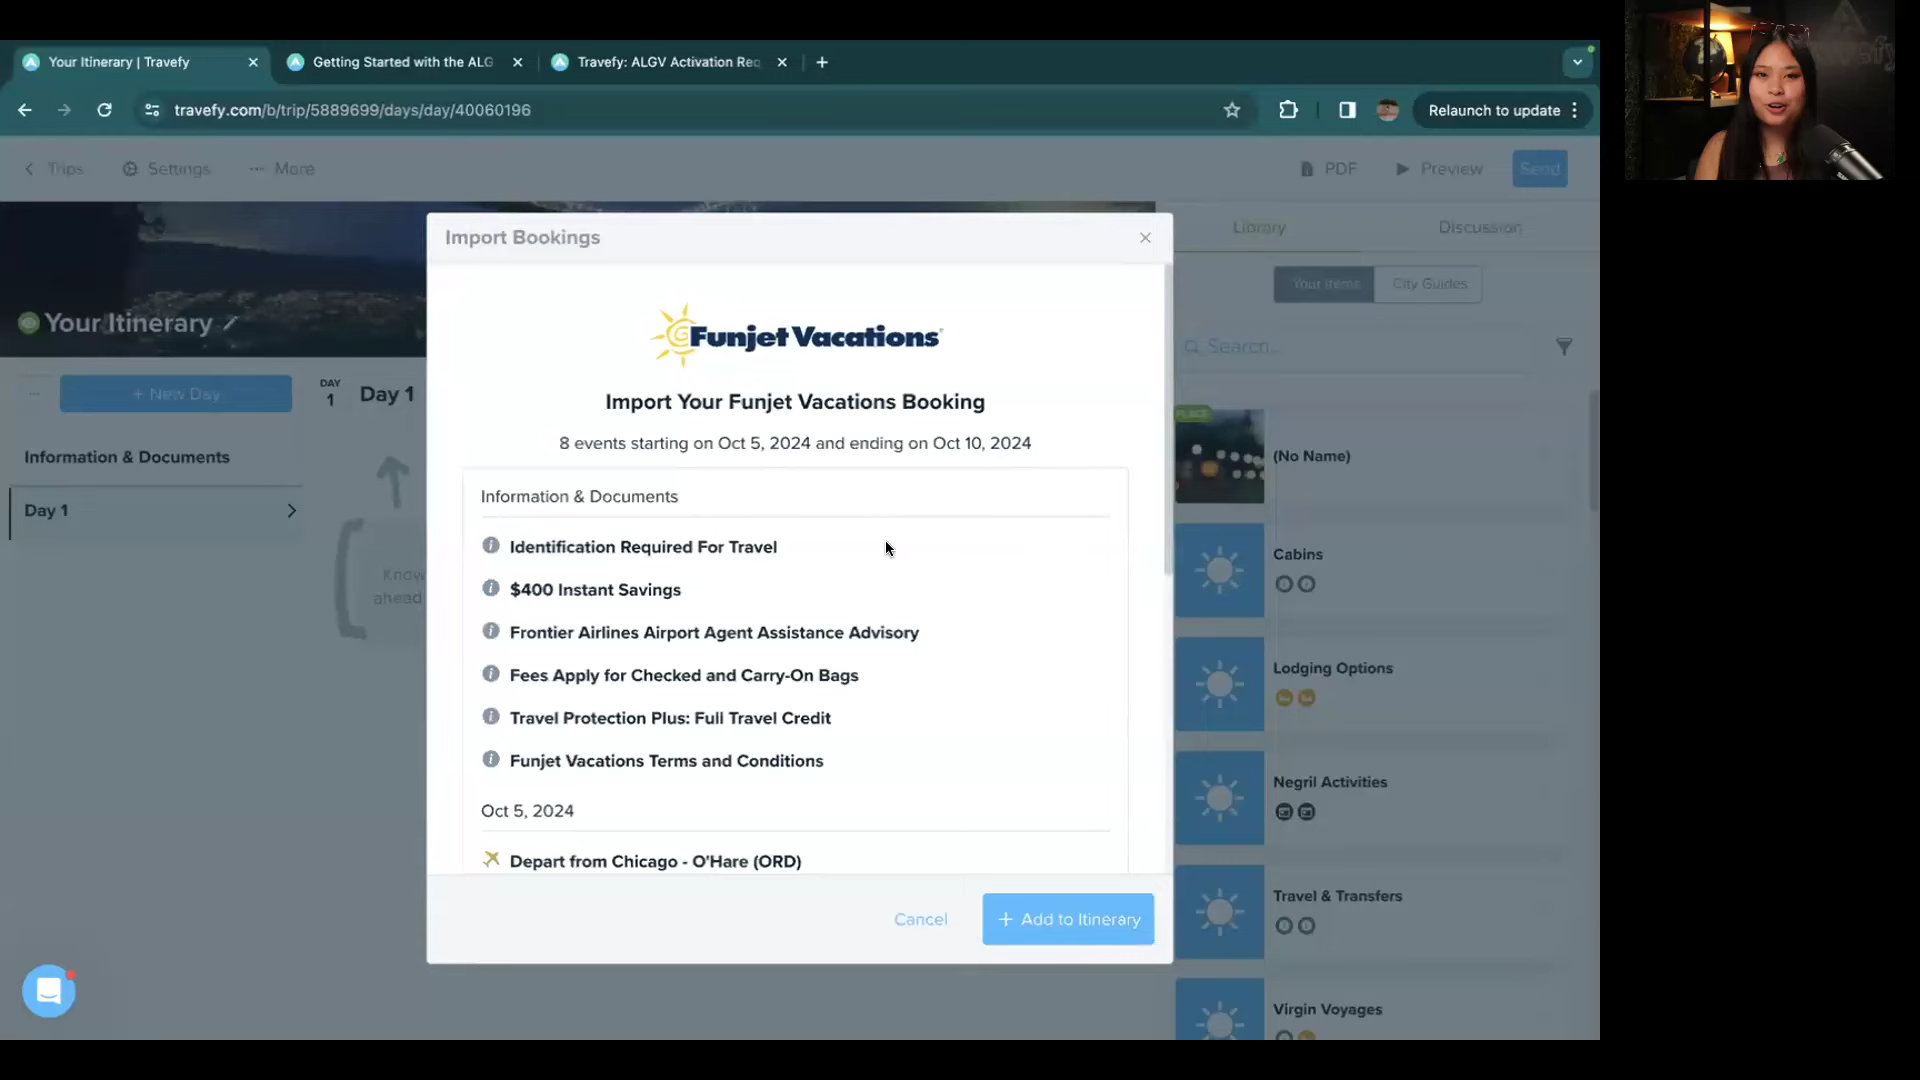 Your Itinerary | Travefy
Getting Started with the ALG
Travefy: ALGV Activation Req
travefy.com/b/trip/5889699/days/day/40060196
Relaunch to update
Trips
Settings
More
PDF
Preview
Send
Import Bookings
Library
Discussion
Your Items
City Guides
Your Itinerary
Funjet Vacations
Search...
+ New Day
DAY
1
Day 1
Import Your Funjet Vacations Booking
8 events starting on Oct 5, 2024 and ending on Oct 10, 2024
Information & Documents
Day 1
Know
ahead
Information & Documents
Identification Required For Travel
$400 Instant Savings
Frontier Airlines Airport Agent Assistance Advisory
Fees Apply for Checked and Carry-On Bags
Travel Protection Plus: Full Travel Credit
Funjet Vacations Terms and Conditions
Oct 5, 2024
Depart from Chicago - O'Hare (ORD)
Cancel
+ Add to Itinerary
PLACE
(No Name)
Cabins
Lodging Options
Negril Activities
Travel & Transfers
Virgin Voyages